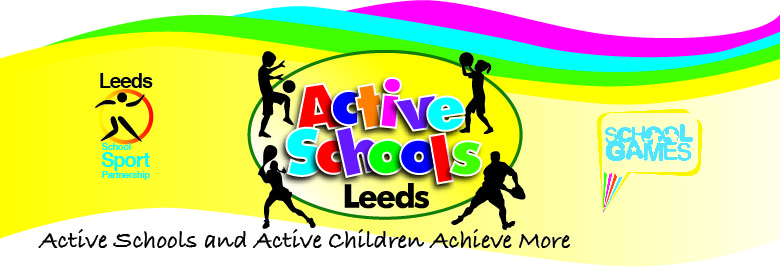 Leeds
School
Sport
Partnership
Active
Schools
Leeds
SCHOOL
GAMES
Active Schools and Active Children Achieve More